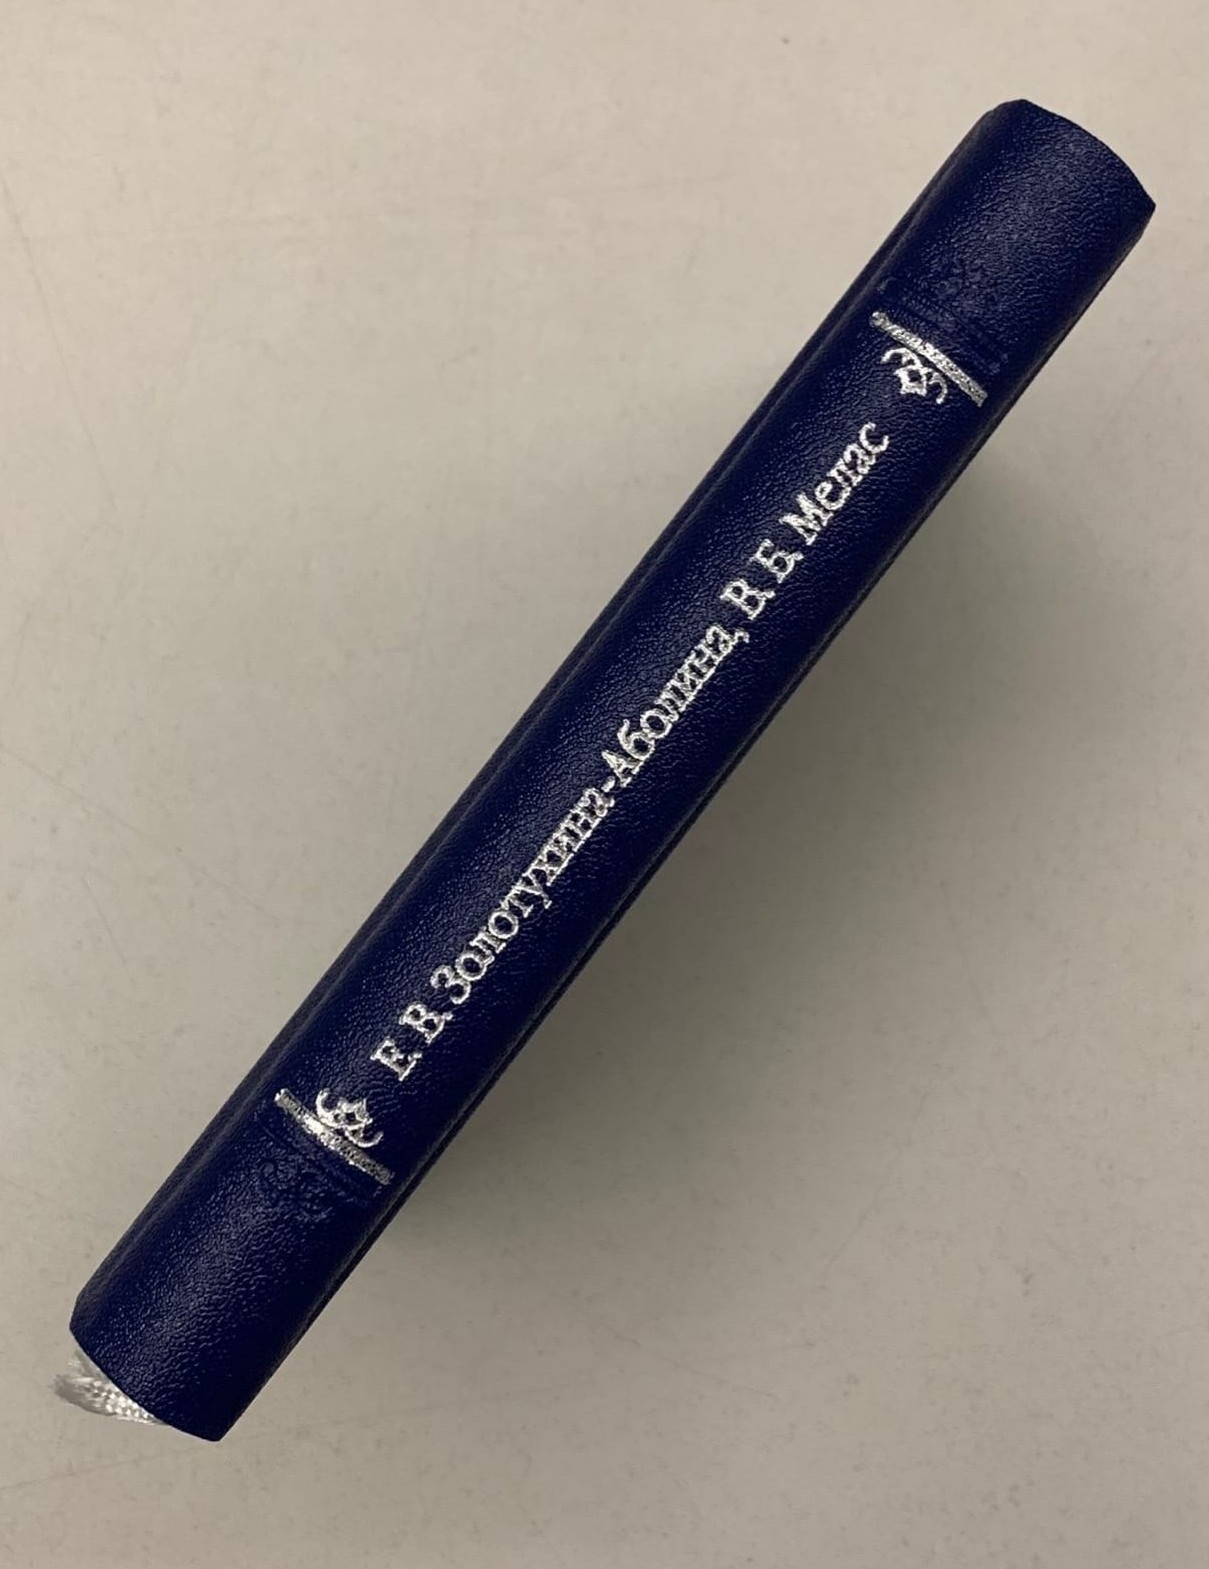 Е. В. Золотухина-Аболина, В. Б. Мелас